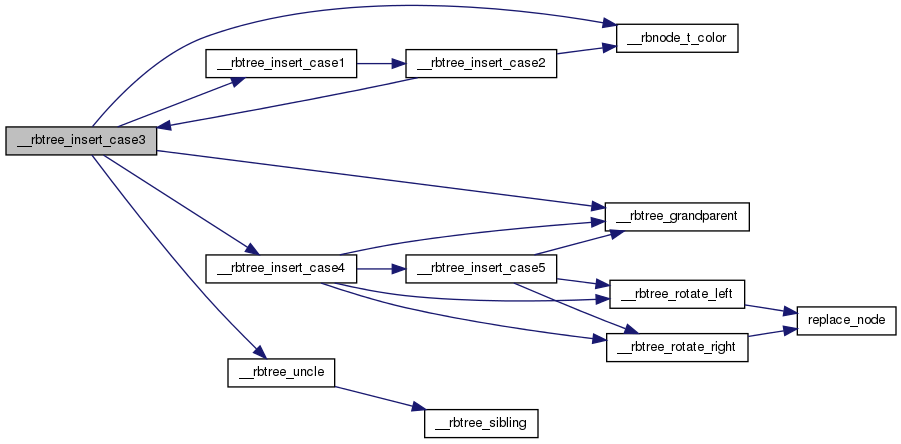 __rbnode_t_color
__rbtree_insert_case1
__rbtree_insert_case2
__rbtree_insert_case3
__rbtree_grandparent
__rbtree_insert_case4
__rbtree_insert_case5
__rbtree_rotate_left
replace_node
__rbtree_rotate_right
__rbtree_uncle
__rbtree_sibling